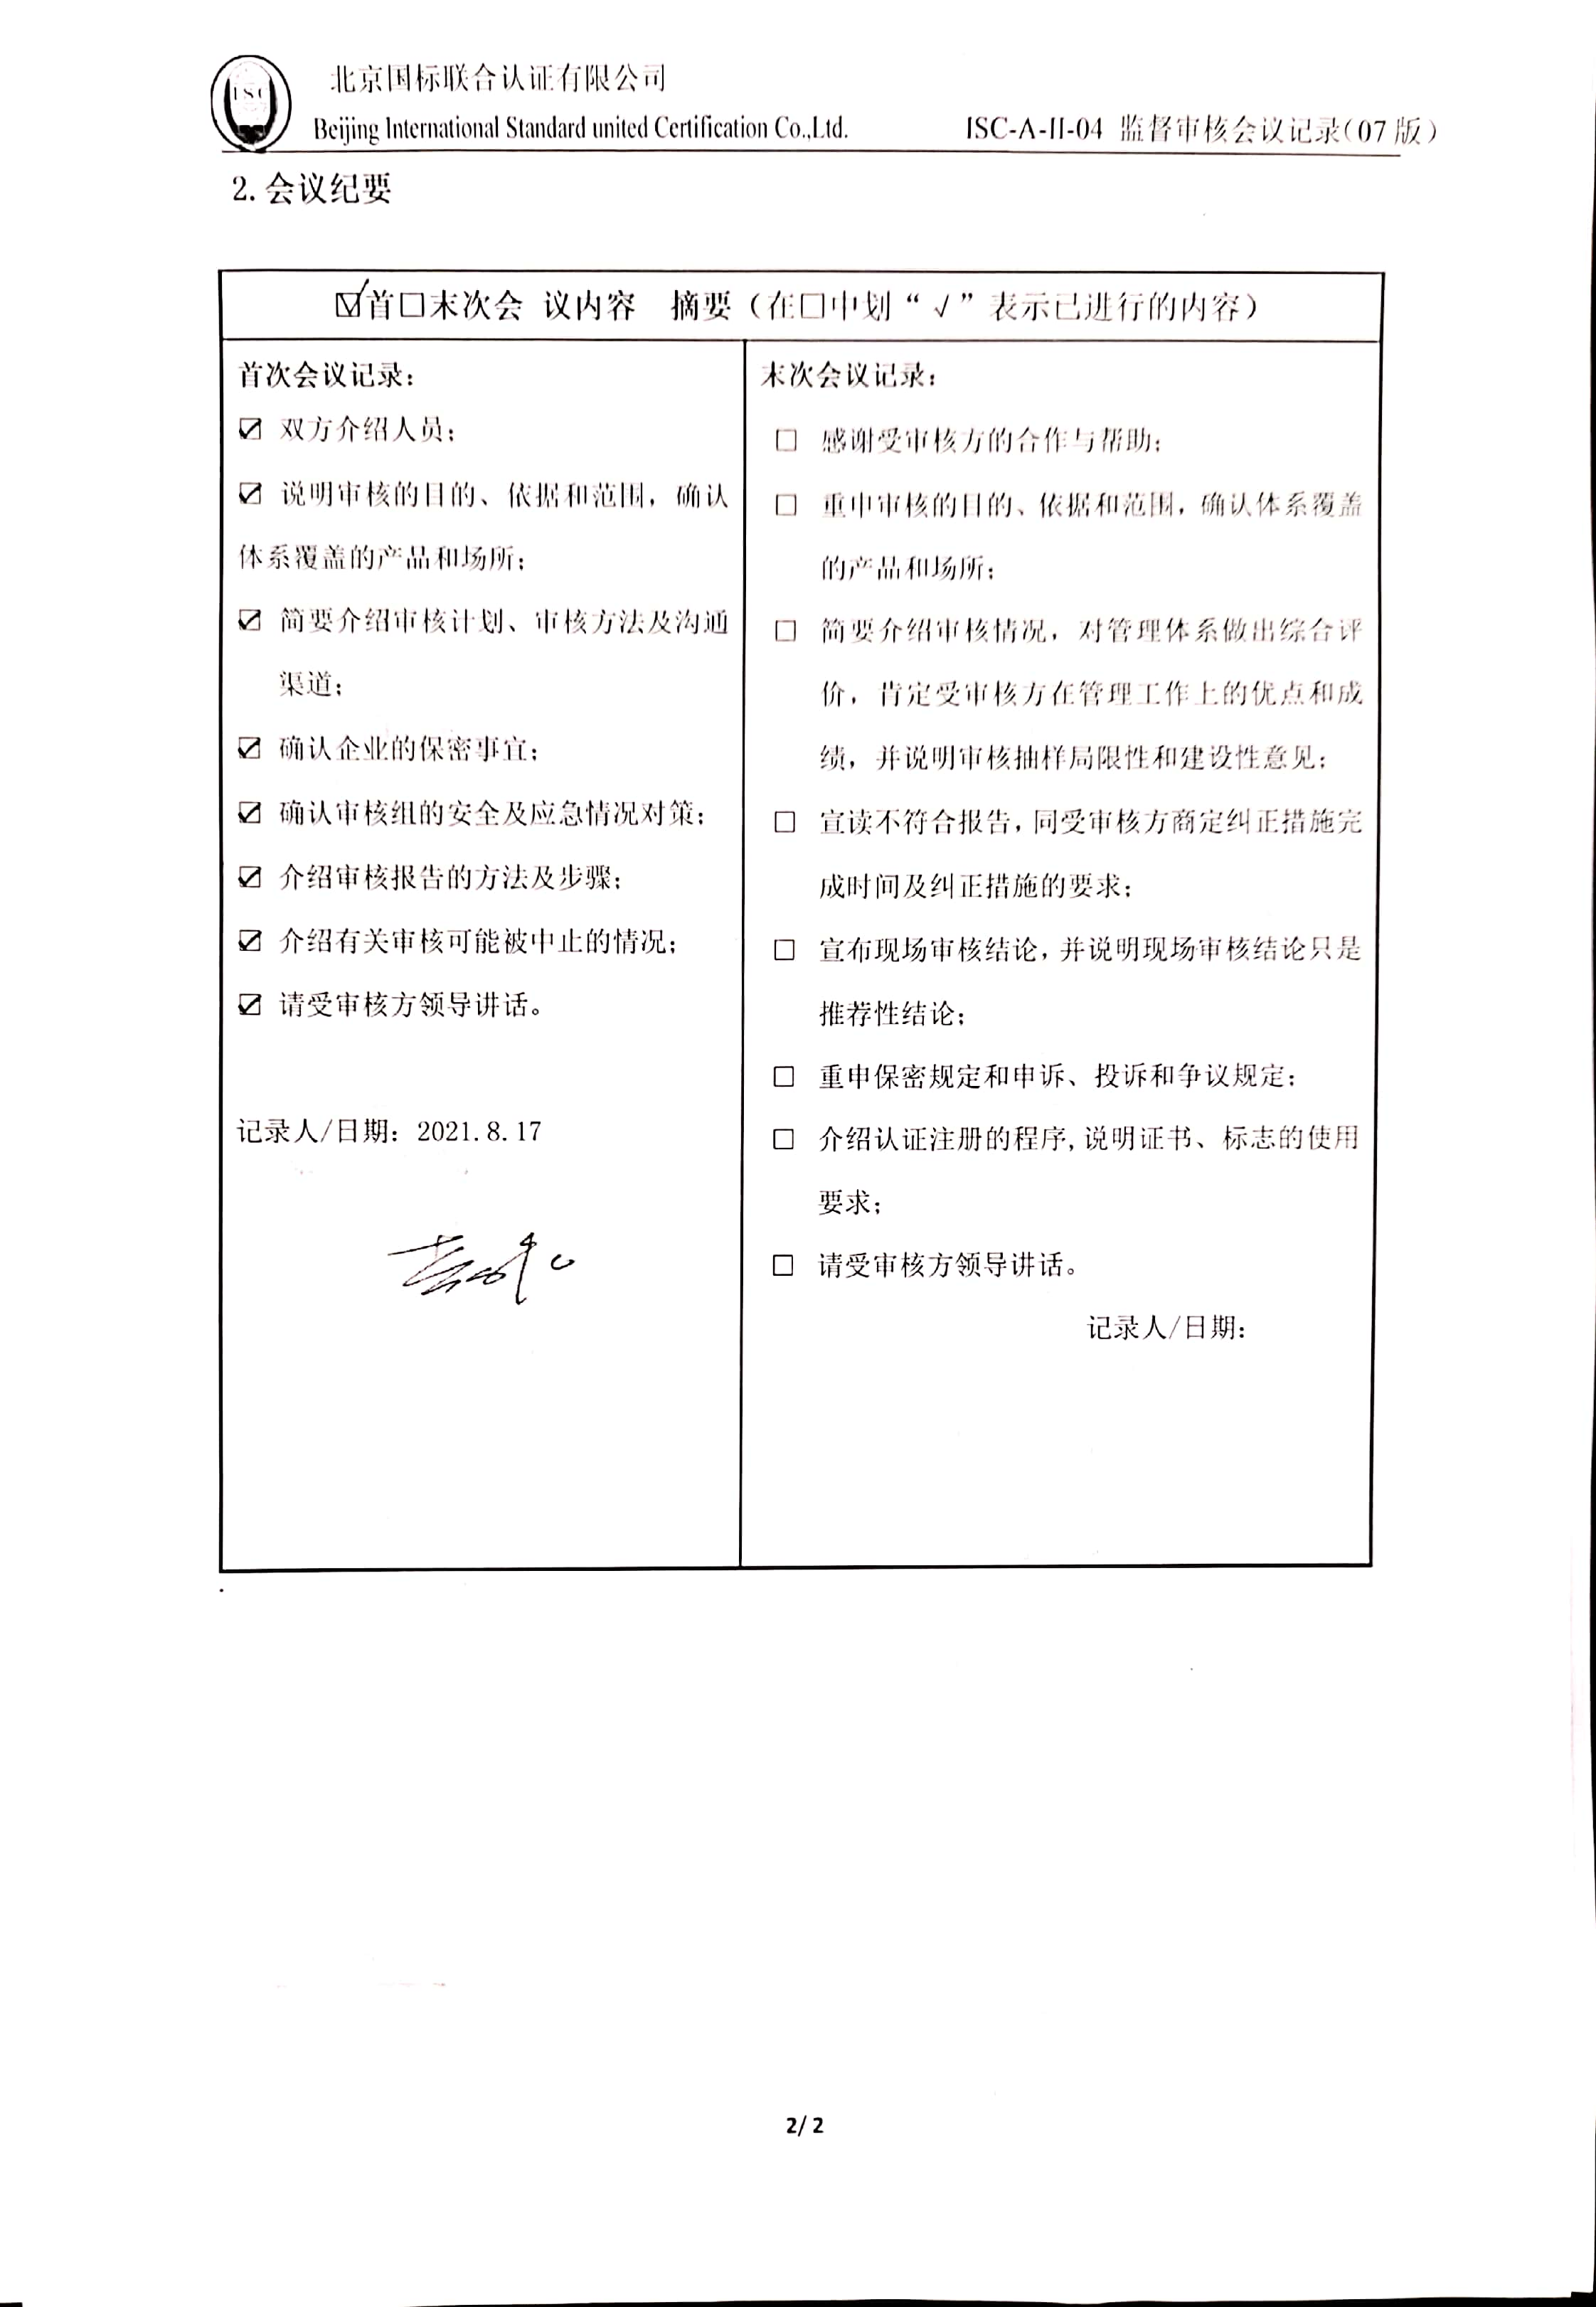 ISC
北京国标联合认证有限公司
Beijing International Standard united Certification Co.,Ltd.
ISC-A-II-04 监督审核会议记录(07版)
2.会议纪要
☑首□末次会 议内容 摘要（在□中划“√”表示已进行的内容）
首次会议记录：
☑ 双方介绍人员；
☑ 说明审核的目的、依据和范围，确认
体系覆盖的产品和场所；
☑ 简要介绍审核计划、审核方法及沟通
渠道；
☑ 确认企业的保密事宜；
☑ 确认审核组的安全及应急情况对策；
☑ 介绍审核报告的方法及步骤；
☑ 介绍有关审核可能被中止的情况；
☑ 请受审核方领导讲话。
记录人/日期：2021.8.17
末次会议记录：
□ 感谢受审核方的合作与帮助；
□ 重申审核的目的、依据和范围，确认体系覆盖
的产品和场所；
□ 简要介绍审核情况，对管理体系做出综合评
价，肯定受审核方在管理工作上的优点和成
绩，并说明审核抽样局限性和建设性意见；
□ 宣读不符合报告，同受审核方商定纠正措施完
成时间及纠正措施的要求；
□ 宣布现场审核结论，并说明现场审核结论只是
推荐性结论；
□ 重申保密规定和申诉、投诉和争议规定；
□ 介绍认证注册的程序，说明证书、标志的使用
要求；
□ 请受审核方领导讲话。
记录人/日期：
2/ 2